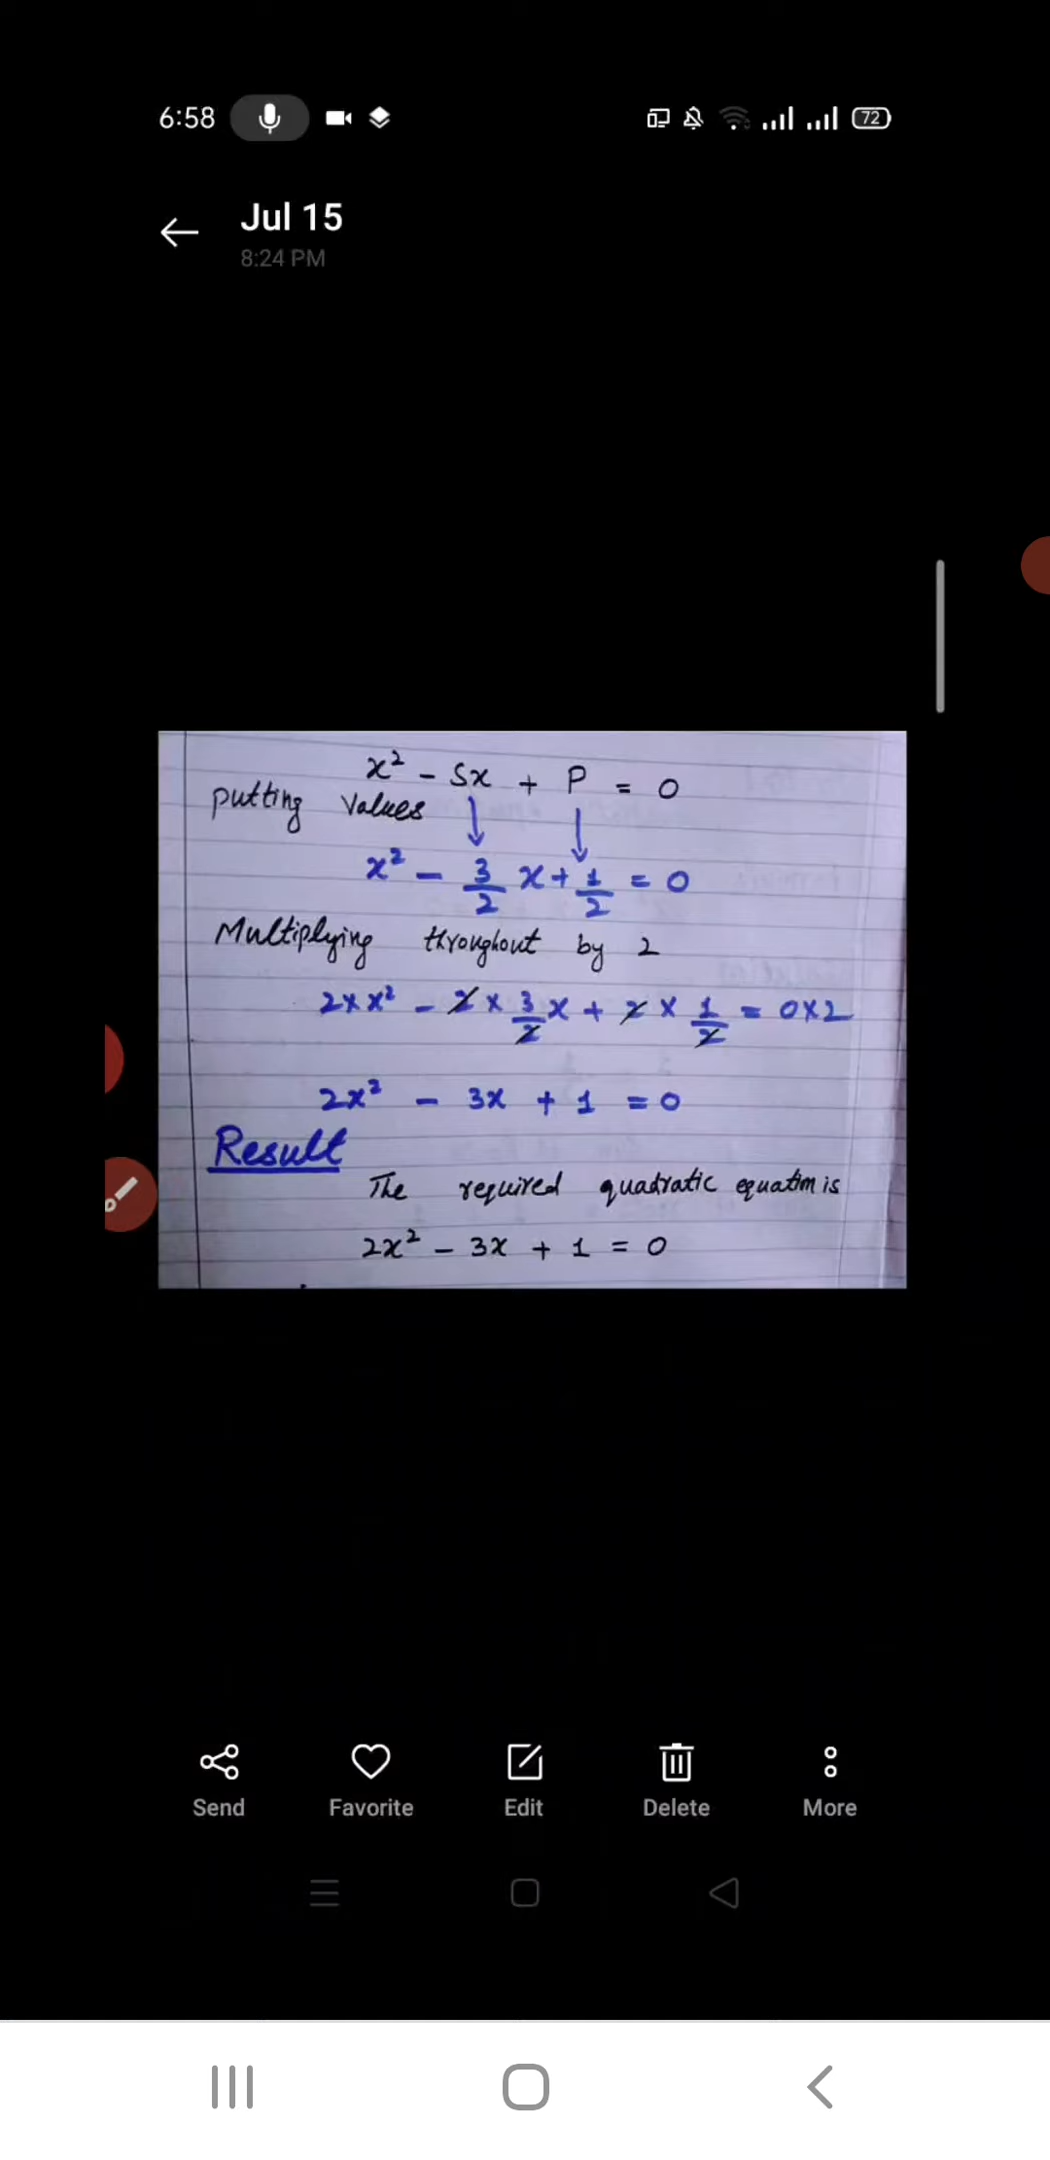 6:58
72
Jul 15
8:24 PM
x² - Sx + P = 0
putting Values
x² - 3/2 x + 1/2 = 0
Multiplying throughout by 2
2 x x² - 2 x 3/2 x + 2 x 1/2 = 0x2
2x² - 3x + 1 = 0
Result
The required quadratic equation is
2x² - 3x + 1 = 0
Send Favorite Edit Delete More